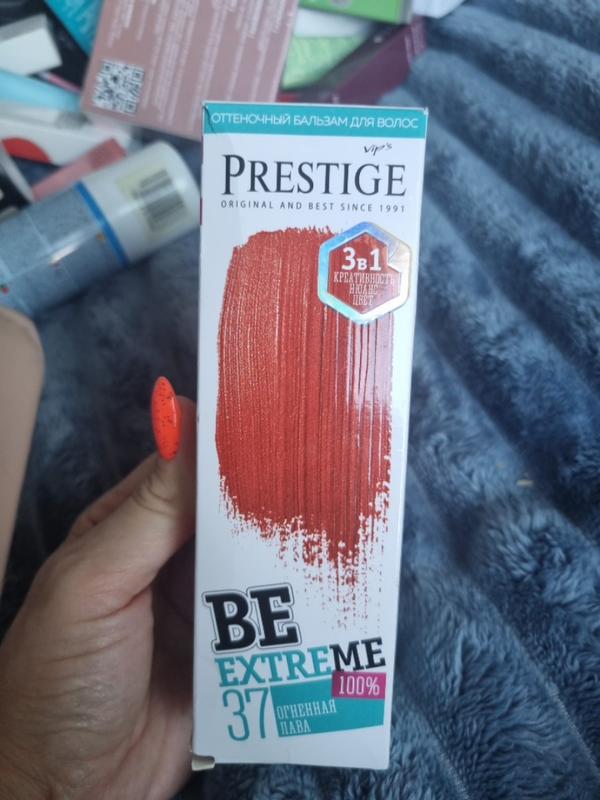 ОТТЕНОЧНЫЙ БАЛЬЗАМ ДЛЯ ВОЛОС
vip's
PRESTIGE
ORIGINAL AND BEST SINCE 1991
3в1
КРЕАТИВНОСТЬ
НЮАНС
ЦВЕТ
BE
EXTREME
100%
37 ОГНЕННАЯ
ЛАВА